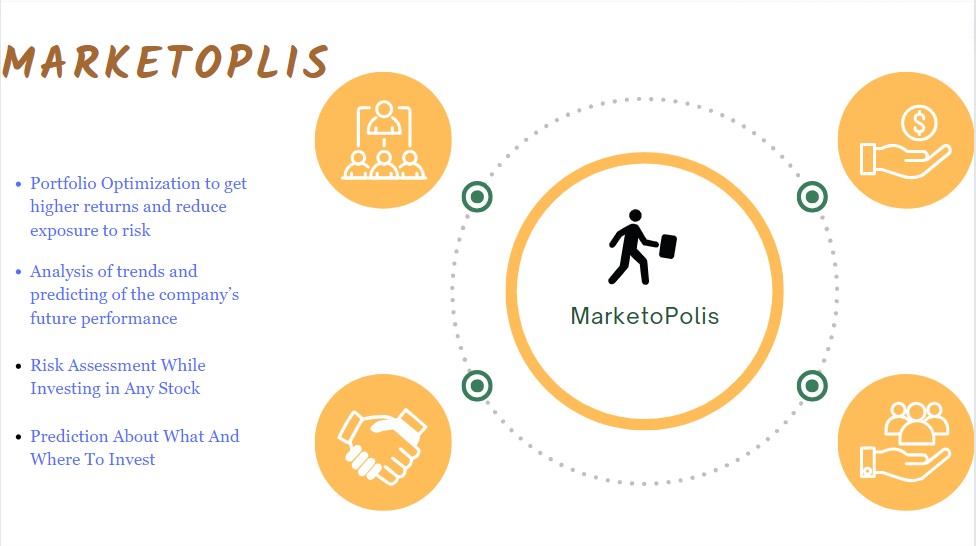 MARKETOPLIS
• Portfolio Optimization to get
higher returns and reduce
exposure to risk
• Analysis of trends and
predicting of the company’s
future performance
• Risk Assessment While
Investing in Any Stock
• Prediction About What And
Where To Invest
$
MarketoPolis